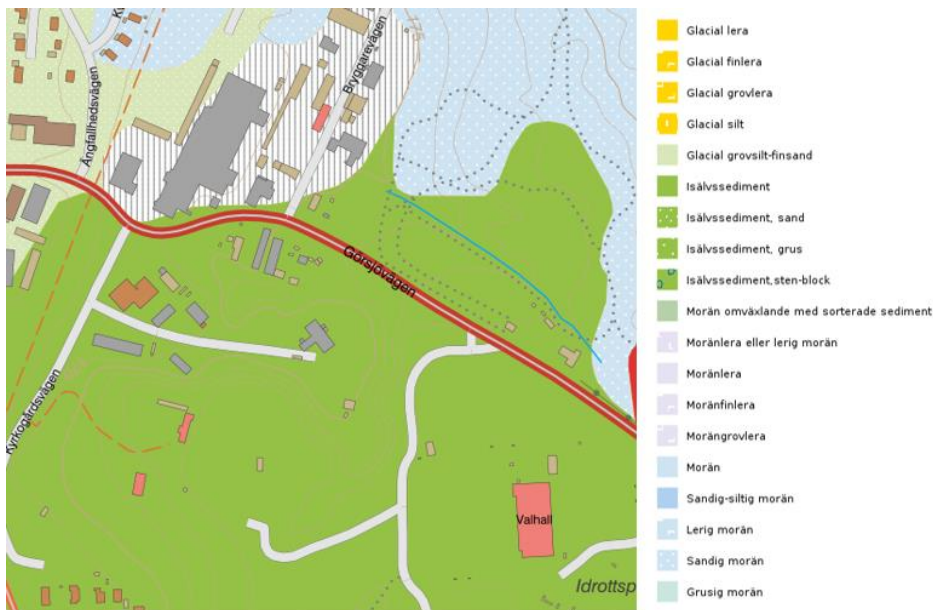 Ångfallhedsvägen
Bryggarevägen
Görsjövägen
Kyrkogårdsvägen
Valhall
Idrottsp
Glacial lera
Glacial finlera
Glacial grovlera
Glacial silt
Glacial grovsilt-finsand
Isälvssediment
Isälvssediment, sand
Isälvssediment, grus
Isälvssediment,sten-block
Morän omväxlande med sorterade sediment
Moränlera eller lerig morän
Moränlera
Moränfinlera
Morängrovlera
Morän
Sandig-siltig morän
Lerig morän
Sandig morän
Grusig morän